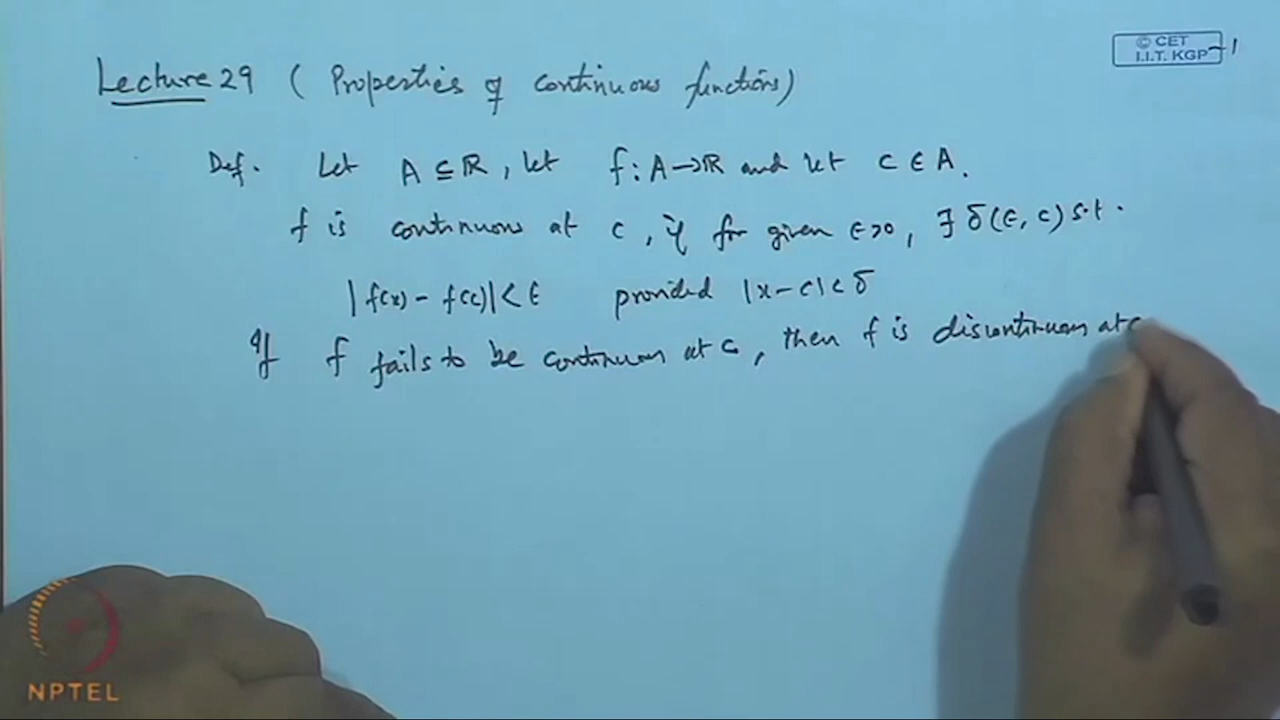 © CET
I.I.T. KGP -1
Lecture 29 ( Properties of continuous functions)
Def. Let A ⊆ ℝ, let f: A→ℝ and let c ∈ A.
f is continuous at c, if for given ε>0, ∃ δ(ε, c) s.t.
|f(x) - f(c)| < ε provided |x-c| < δ
If f fails to be continuous at c, then f is discontinuous at c
NPTEL